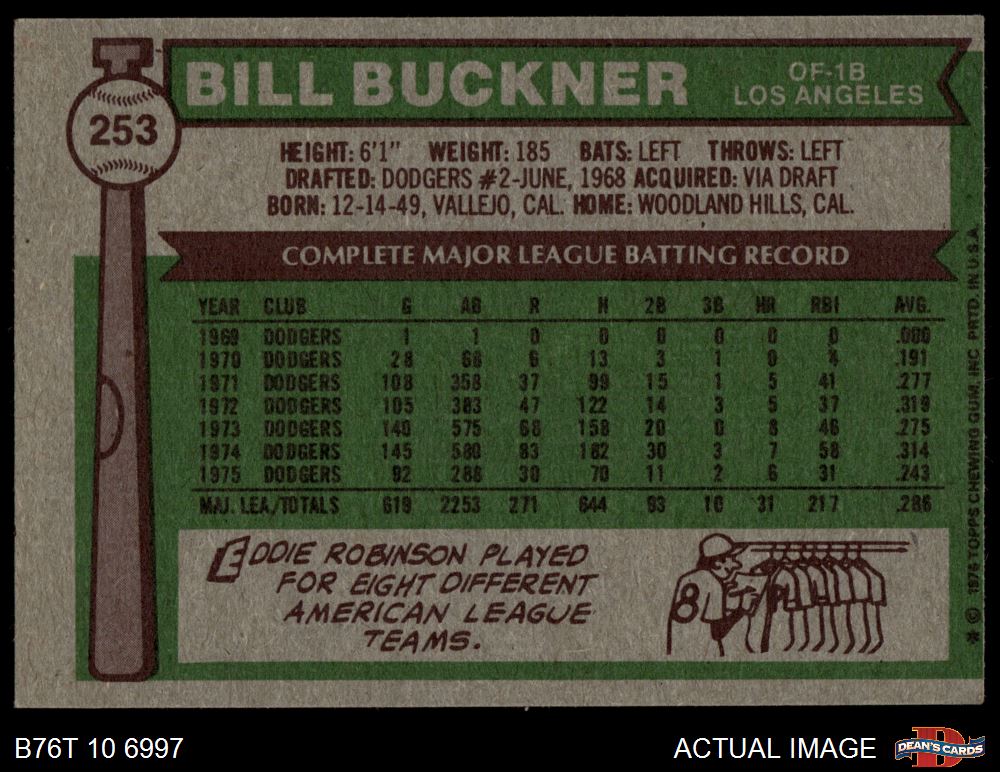 253
BILL BUCKNER
OF-1B
LOS ANGELES
HEIGHT: 6'1" WEIGHT: 185 BATS: LEFT THROWS: LEFT
DRAFTED: DODGERS #2-JUNE, 1968 ACQUIRED: VIA DRAFT
BORN: 12-14-49, VALLEJO, CAL. HOME: WOODLAND HILLS, CAL.
COMPLETE MAJOR LEAGUE BATTING RECORD
YEAR CLUB G AB R H 2B 3B HR RBI AVG.
1969 DODGERS 1 1 0 0 0 0 0 0 .000
1970 DODGERS 28 68 6 13 3 1 0 4 .191
1971 DODGERS 108 358 37 99 15 1 5 41 .277
1972 DODGERS 105 383 47 122 14 3 5 37 .319
1973 DODGERS 140 575 68 158 20 0 8 46 .275
1974 DODGERS 145 580 83 182 30 3 7 58 .314
1975 DODGERS 92 288 30 70 11 2 6 31 .243
MAJ. LEA./TOTALS 619 2253 271 644 93 10 31 217 .286
EDDIE ROBINSON PLAYED
FOR EIGHT DIFFERENT
AMERICAN LEAGUE
TEAMS.
8
* © 1976 TOPPS CHEWING GUM, INC PRTD. IN U.S.A.
B76T 10 6997
ACTUAL IMAGE
D
DEAN'S CARDS